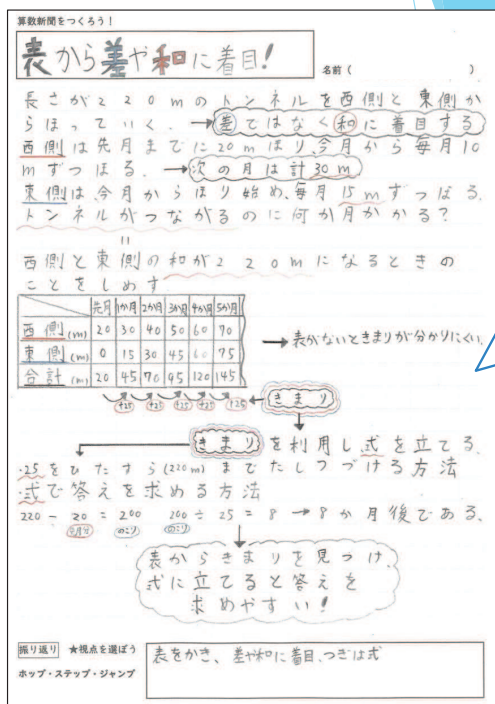 算数新聞をつくろう！
表から差や和に着目！
名前（　　　　　）
長さが220mのトンネルを西側と東側か
らほっていく。→差ではなく和に着目する
西側は先月までに20mほり、今月から毎月10
mずつほる。→次の月は計30m
東側は、今月からほり始め、毎月15mずつほる。
トンネルがつながるのに何か月かかる？
西側と東側の和が220mになるときの
ことをしめす
先月 1か月 2か月 3か月 4か月 5か月
西側(m) 20 30 40 50 60 70
東側(m) 0 15 30 45 60 75
合計(m) 20 45 70 95 120 145
→表がないときまりが分かりにくい。
+25 +25 +25 +25 +25 ←きまり
きまりを利用し式を立てる。
・25をひたすら(220m)までたしつづける方法
・式で答えを求める方法
220-20=200 200÷25=8→8か月後である。
先月分 のこり のこり
表からきまりを見つけ、
式に立てると答えを
求めやすい！
振り返り ★視点を選ぼう
ホップ・ステップ・ジャンプ
表をかき、差や和に着目、つぎは式